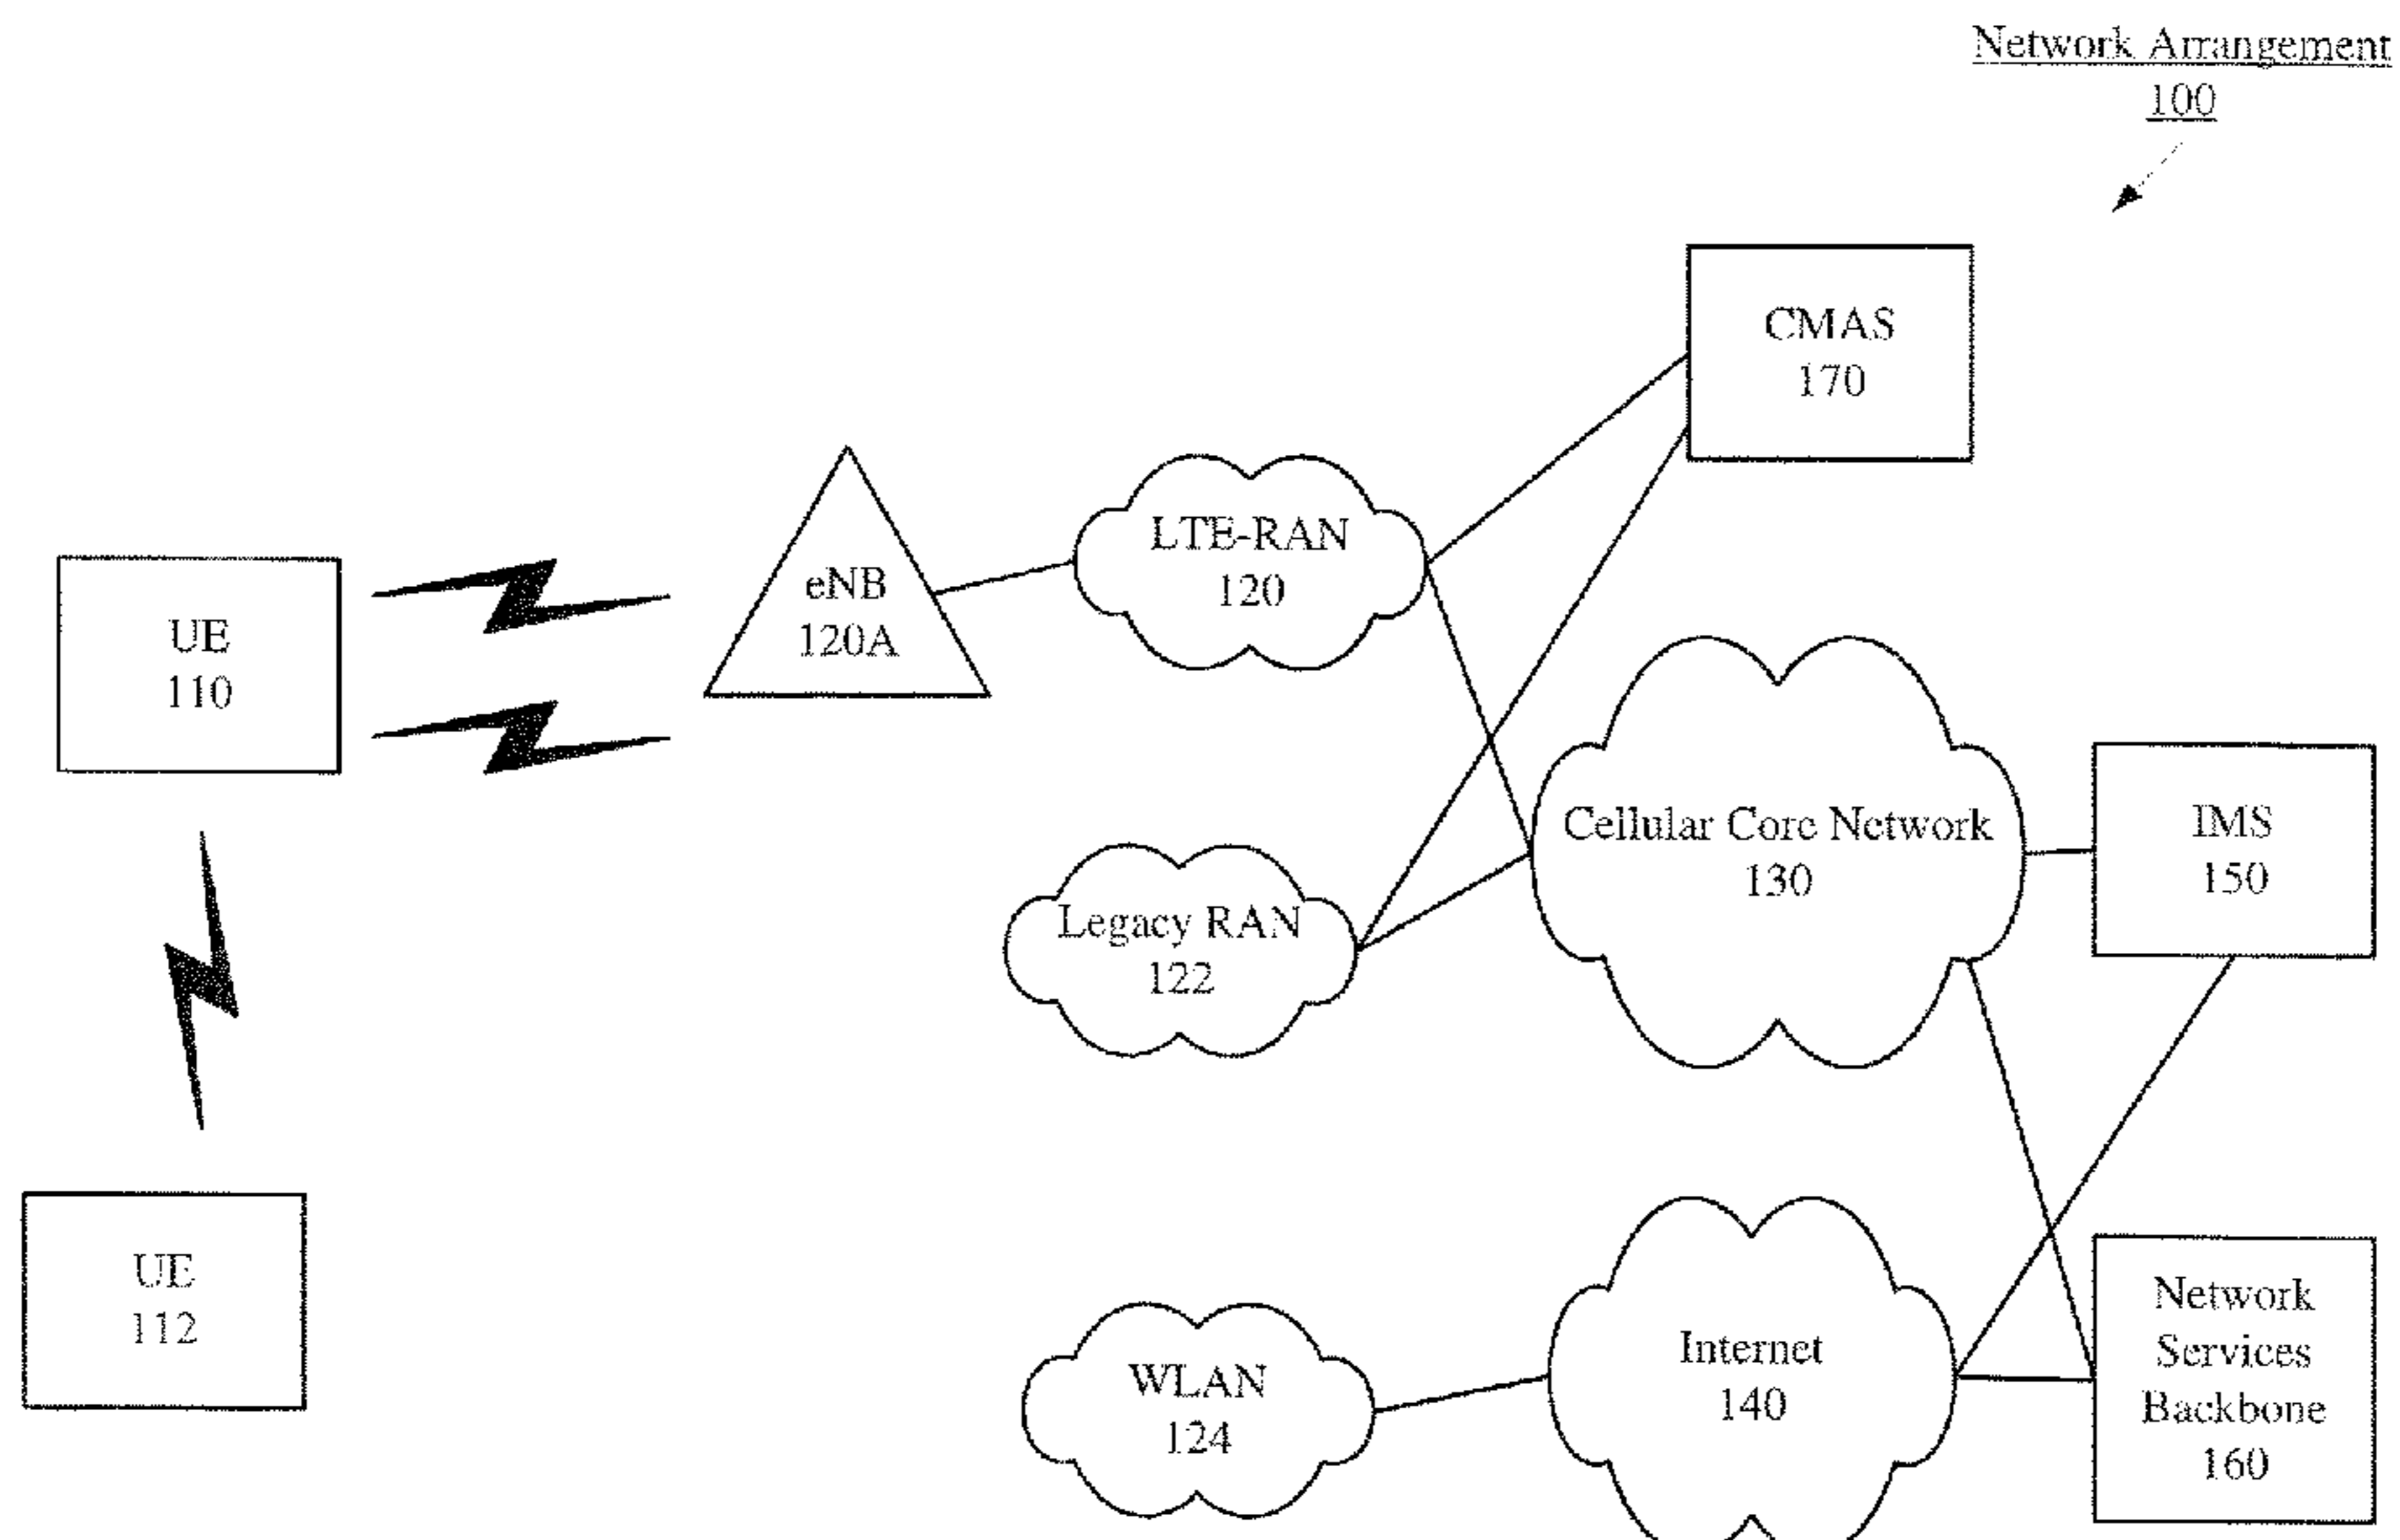 Network Arrangement
100
CMAS
170
LTE-RAN
120
eNB
120A
UE
110
Cellular Core Network
130
IMS
150
Legacy RAN
122
UE
112
Network
Services
Backbone
160
Internet
140
WLAN
124